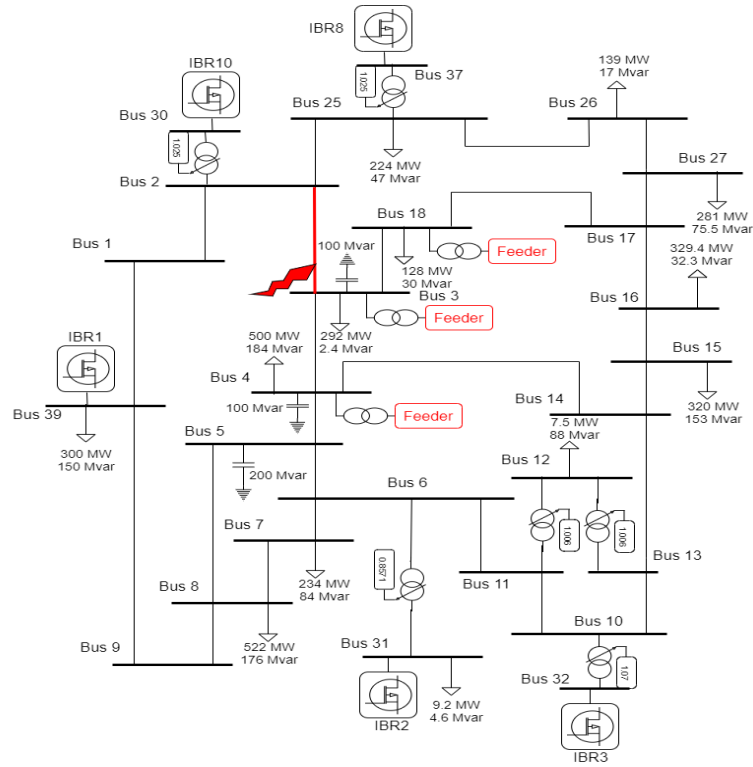 IBR8
139 MW
17 Mvar
IBR10
1.025
Bus 37
Bus 25
Bus 26
Bus 30
1.025
Bus 27
224 MW
47 Mvar
Bus 2
281 MW
75.5 Mvar
Bus 18
100 Mvar
Feeder
Bus 17
329.4 MW
32.3 Mvar
Bus 1
128 MW
30 Mvar
Bus 3
Bus 16
Feeder
IBR1
500 MW
184 Mvar
292 MW
2.4 Mvar
Bus 15
Bus 4
Bus 14
320 MW
153 Mvar
Bus 39
100 Mvar
Feeder
7.5 MW
88 Mvar
300 MW
150 Mvar
Bus 5
Bus 12
200 Mvar
Bus 6
1.006
1.006
Bus 7
0.8571
Bus 11
Bus 13
Bus 8
234 MW
84 Mvar
Bus 10
522 MW
176 Mvar
Bus 9
Bus 31
1.07
Bus 32
IBR2
9.2 MW
4.6 Mvar
IBR3